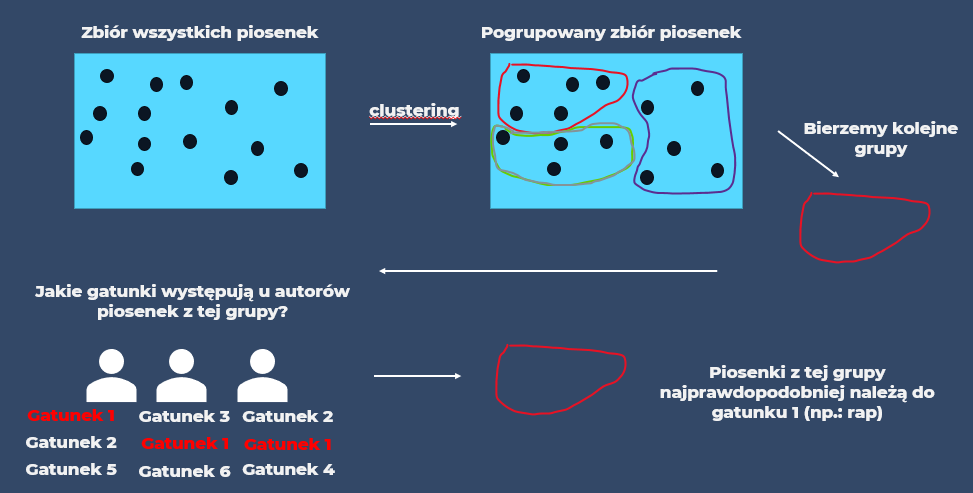 Zbiór wszystkich piosenek
Pogrupowany zbiór piosenek
clustering
Bierzemy kolejne
grupy
Jakie gatunki występują u autorów
piosenek z tej grupy?
Gatunek 1
Gatunek 2
Gatunek 5
Gatunek 3
Gatunek 1
Gatunek 6
Gatunek 2
Gatunek 1
Gatunek 4
Piosenki z tej grupy
najprawdopodobniej należą do
gatunku 1 (np.: rap)